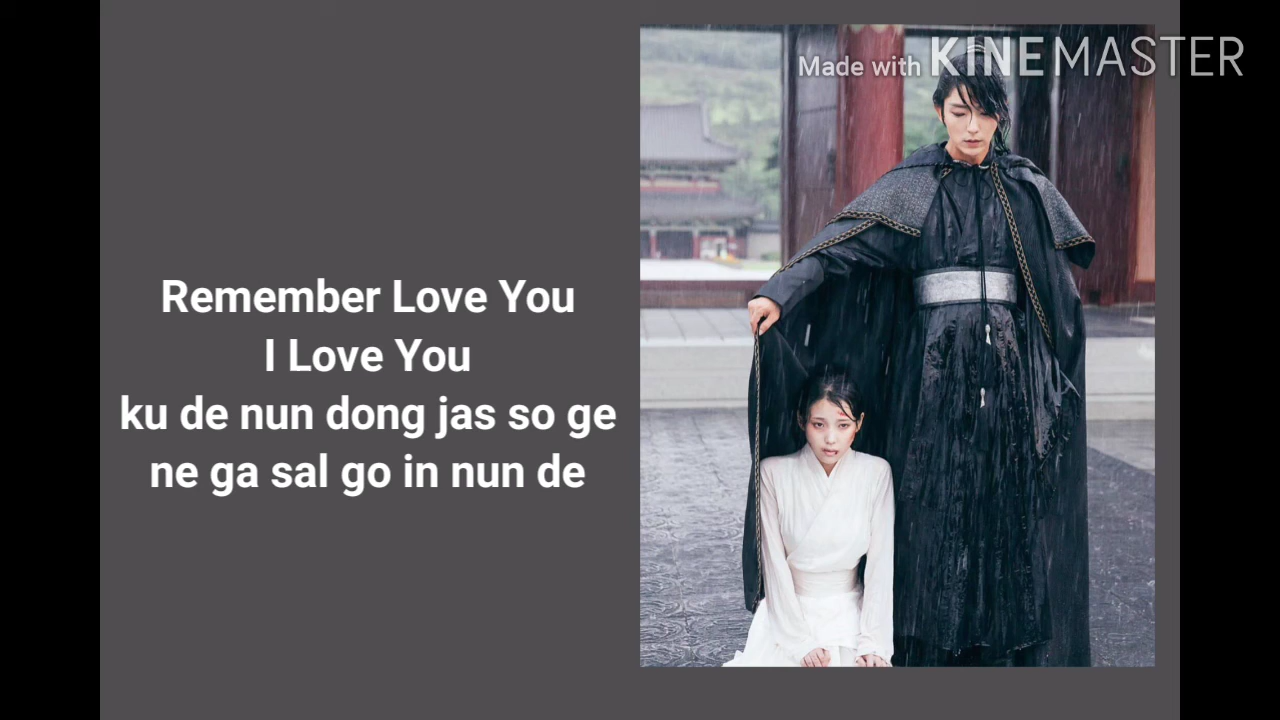 Made with KINEMASTER
Remember Love You
I Love You
ku de nun dong jas so ge
ne ga sal go in nun de